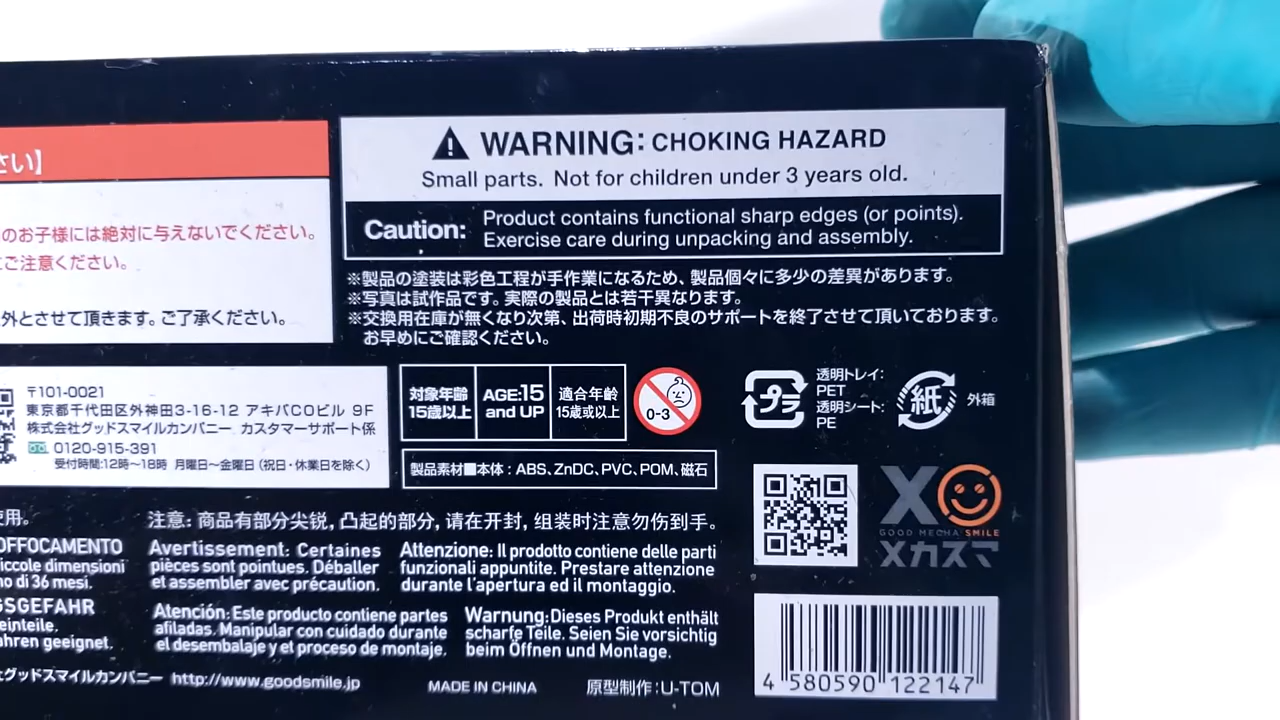 さい】
のお子様には絶対に与えないでください。
ご注意ください。
外とさせて頂きます。ご了承ください。
WARNING: CHOKING HAZARD
Small parts. Not for children under 3 years old.
Caution: Product contains functional sharp edges (or points).
Exercise care during unpacking and assembly.
※製品の塗装は彩色工程が手作業になるため、製品個々に多少の差異があります。
※写真は試作品です。実際の製品とは若干異なります。
※交換用在庫が無くなり次第、出荷時初期不良のサポートを終了させて頂いております。
お早めにご確認ください。
〒101-0021
東京都千代田区外神田3-16-12 アキバCOビル 9F
株式会社グッドスマイルカンパニー カスタマーサポート係
0120-915-391
受付時間:12時〜18時 月曜日〜金曜日（祝日・休業日を除く）
対象年齢
15歳以上
AGE:15
and UP
適合年齢
15歳或以上
0-3
プラ
透明トレイ:
PET
透明シート:
PE
紙
外箱
製品素材■本体：ABS、ZnDC、PVC、POM、磁石
使用。
注意: 商品有部分尖锐, 凸起的部分, 请在开封, 组装时注意勿伤到手。
OFFOCAMENTO
iccole dimensioni
no di 36 mesi.
Avertissement: Certaines
pièces sont pointues. Déballer
et assembler avec précaution.
Attenzione: Il prodotto contiene delle parti
funzionali appuntite. Prestare attenzione
durante l'apertura ed il montaggio.
GSGEFAHR
einteile.
ahren geeignet.
Atención: Este producto contiene partes
afiladas. Manipular con cuidado durante
el desembalaje y el proceso de montaje.
Warnung: Dieses Produkt enthält
scharfe Teile. Seien Sie vorsichtig
beim Öffnen und Montage.
グッドスマイルカンパニー http://www.goodsmile.jp
MADE IN CHINA
原型制作：U-TOM
GOOD MECHA SMILE
メカスマ
4 580590 122147